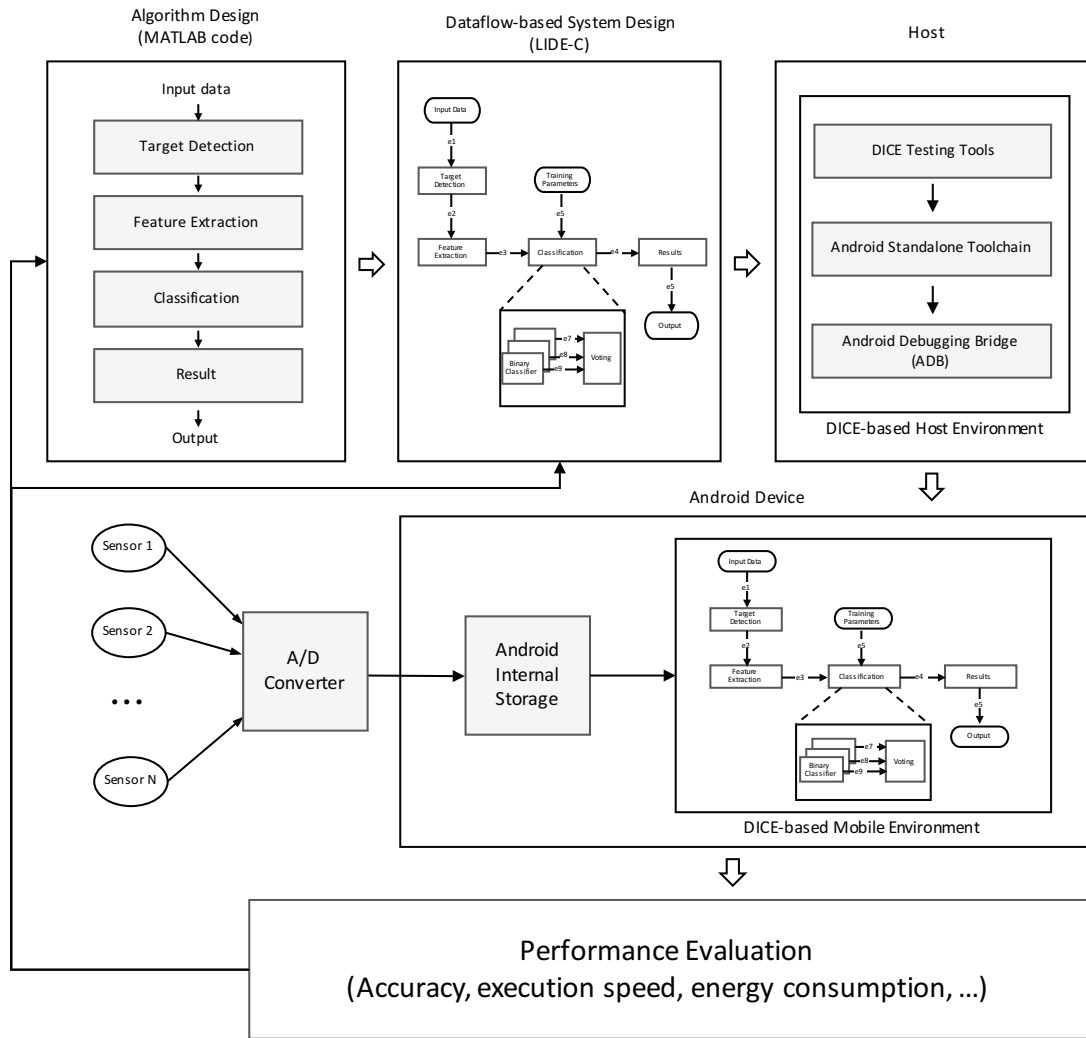 Algorithm Design
(MATLAB code)
Input data
Target Detection
Feature Extraction
Classification
Result
Output
Dataflow-based System Design
(LIDE-C)
Input Data
e1
Target
Detection
e2
Feature
Extraction
e3
Training
Parameters
e5
Classification
e4
Results
e5
Output
Binary
Classifier
e7
e8
e9
Voting
Host
DICE Testing Tools
Android Standalone Toolchain
Android Debugging Bridge
(ADB)
DICE-based Host Environment
Sensor 1
Sensor 2
...
Sensor N
A/D
Converter
Android Device
Android
Internal
Storage
Input Data
e1
Target
Detection
e2
Feature
Extraction
e3
Training
Parameters
e5
Classification
e4
Results
e5
Output
Binary
Classifier
e7
e8
e9
Voting
DICE-based Mobile Environment
Performance Evaluation
(Accuracy, execution speed, energy consumption, ...)